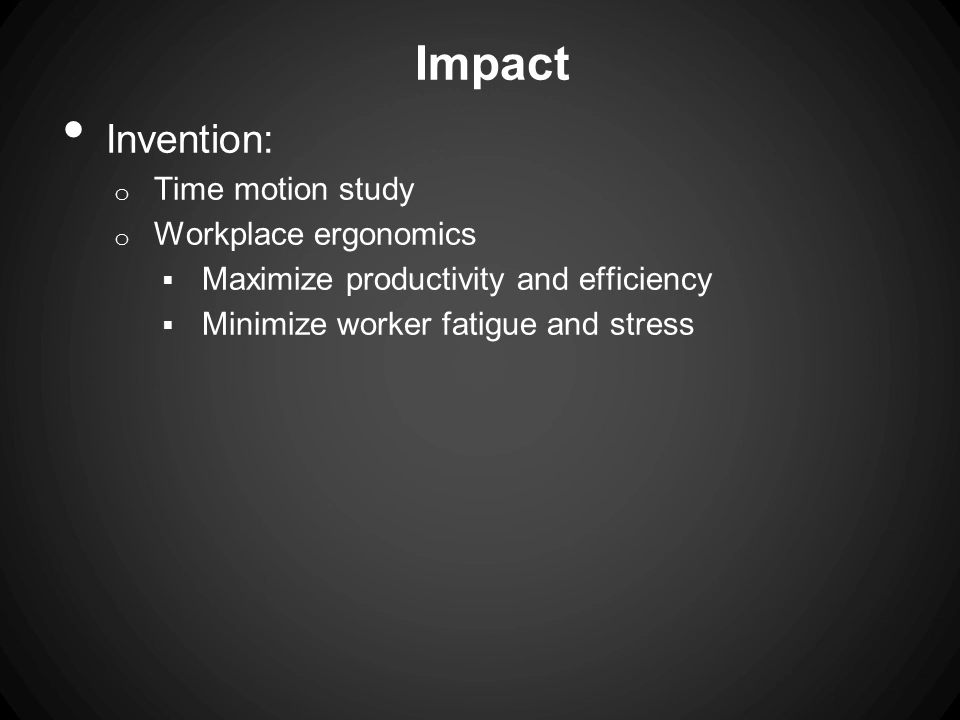 Impact
• Invention:
o Time motion study
o Workplace ergonomics
▪ Maximize productivity and efficiency
▪ Minimize worker fatigue and stress